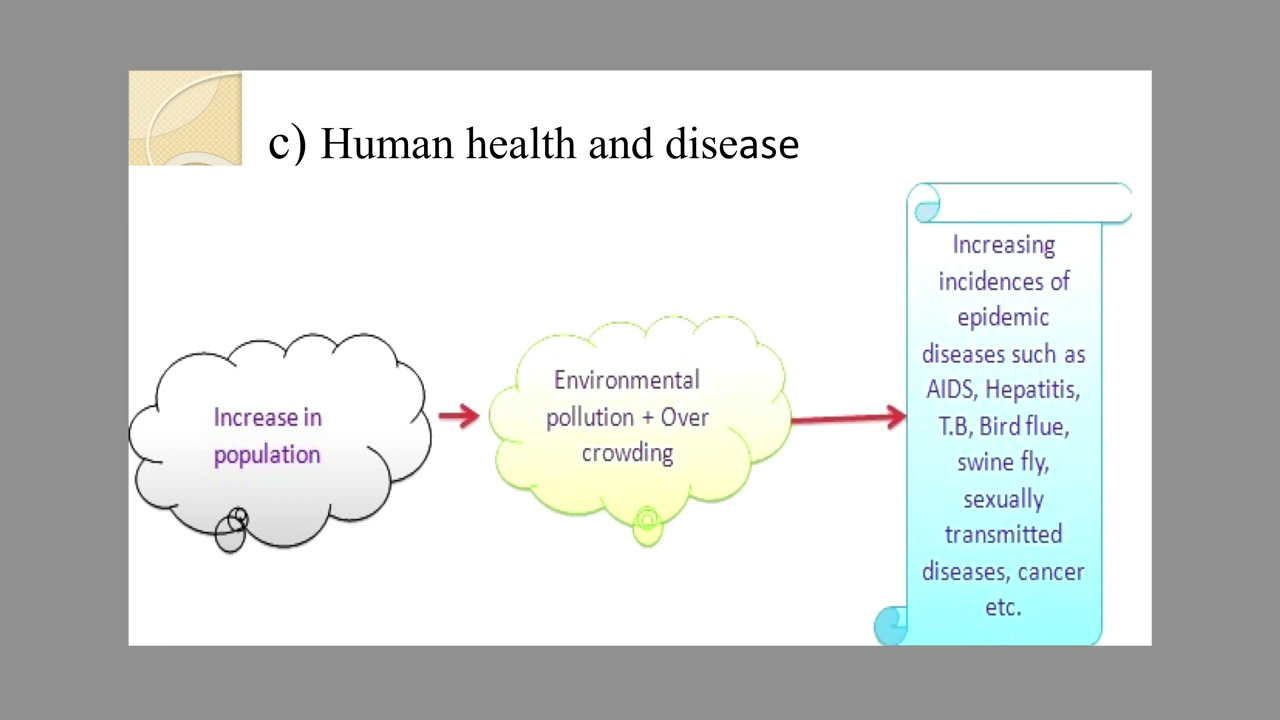 c) Human health and disease
Increase in
population
Environmental
pollution + Over
crowding
Increasing
incidences of
epidemic
diseases such as
AIDS, Hepatitis,
T.B, Bird flue,
swine fly,
sexually
transmitted
diseases, cancer
etc.